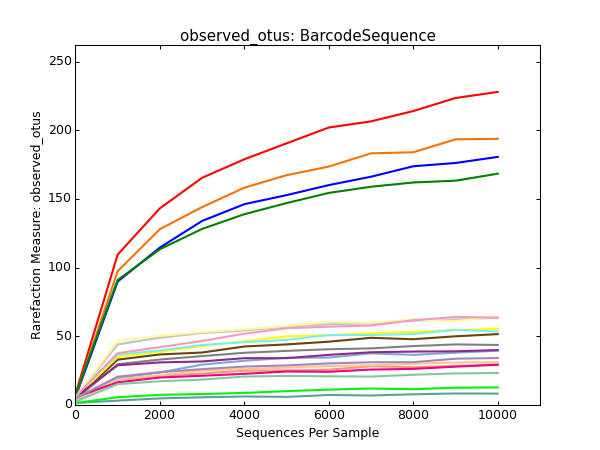 observed_otus: BarcodeSequence
250
200
150
100
50
0
Rarefaction Measure: observed_otus
0 2000 4000 6000 8000 10000
Sequences Per Sample